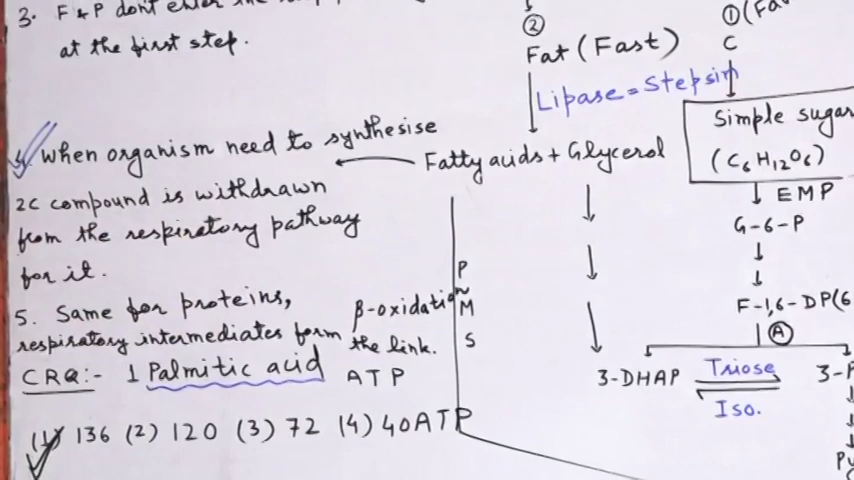 3. F & P dont enter the
at the first step.
②
Fat (Fast)
Lipase = Stepsin
① (Fa
C
Simple sugar
(C6H12O6)
EMP
G-6-P
F-1,6-DP(6
Ⓐ
4. When organism need to synthesise
Fatty acids + Glycerol
2C compound is withdrawn
from the respiratory pathway
for it.
5. Same for proteins,
respiratory intermediates form
the link.
β-oxidation
P
M
S
3-DHAP
Triose
Iso.
3-P
Py
CRQ:- 1 Palmitic acid ATP
(1) 136 (2) 120 (3) 72 (4) 40 ATP